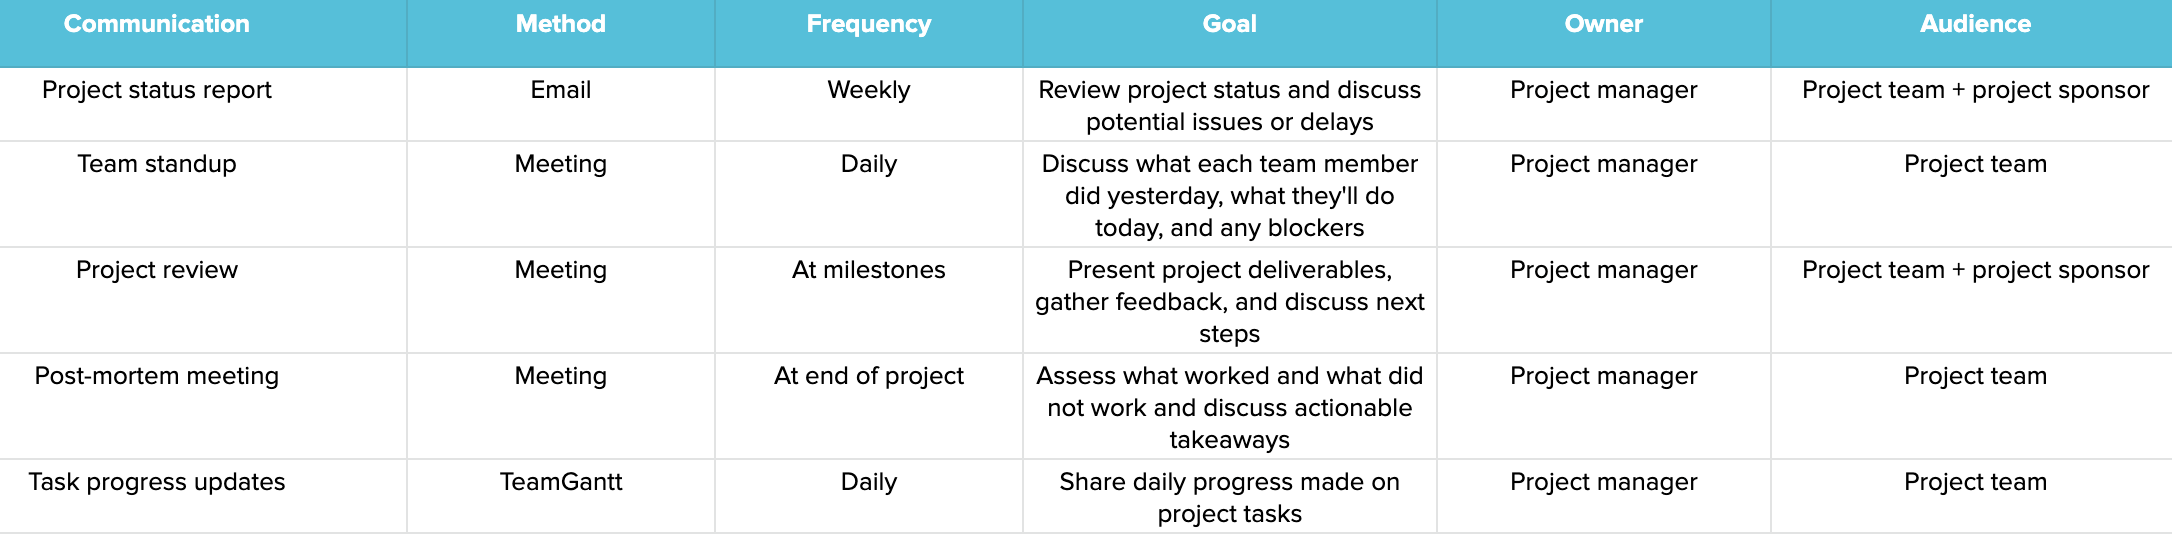 Communication Method Frequency Goal Owner Audience
Project status report Email Weekly Review project status and discuss Project manager Project team + project sponsor
potential issues or delays
Team standup Meeting Daily Discuss what each team member Project manager Project team
did yesterday, what they'll do
today, and any blockers
Project review Meeting At milestones Present project deliverables, Project manager Project team + project sponsor
gather feedback, and discuss next
steps
Post-mortem meeting Meeting At end of project Assess what worked and what did Project manager Project team
not work and discuss actionable
takeaways
Task progress updates TeamGantt Daily Share daily progress made on Project manager Project team
project tasks